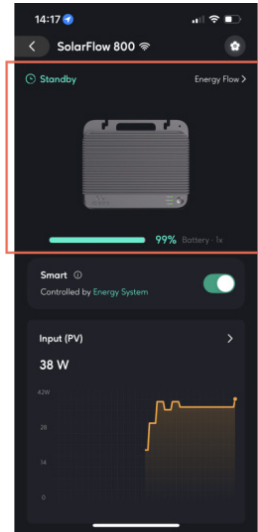 14:17
SolarFlow 800
Standby
Energy Flow >
99% Battery · 1x
Smart
Controlled by Energy System
Input (PV) >
38 W
42W
28
14
0